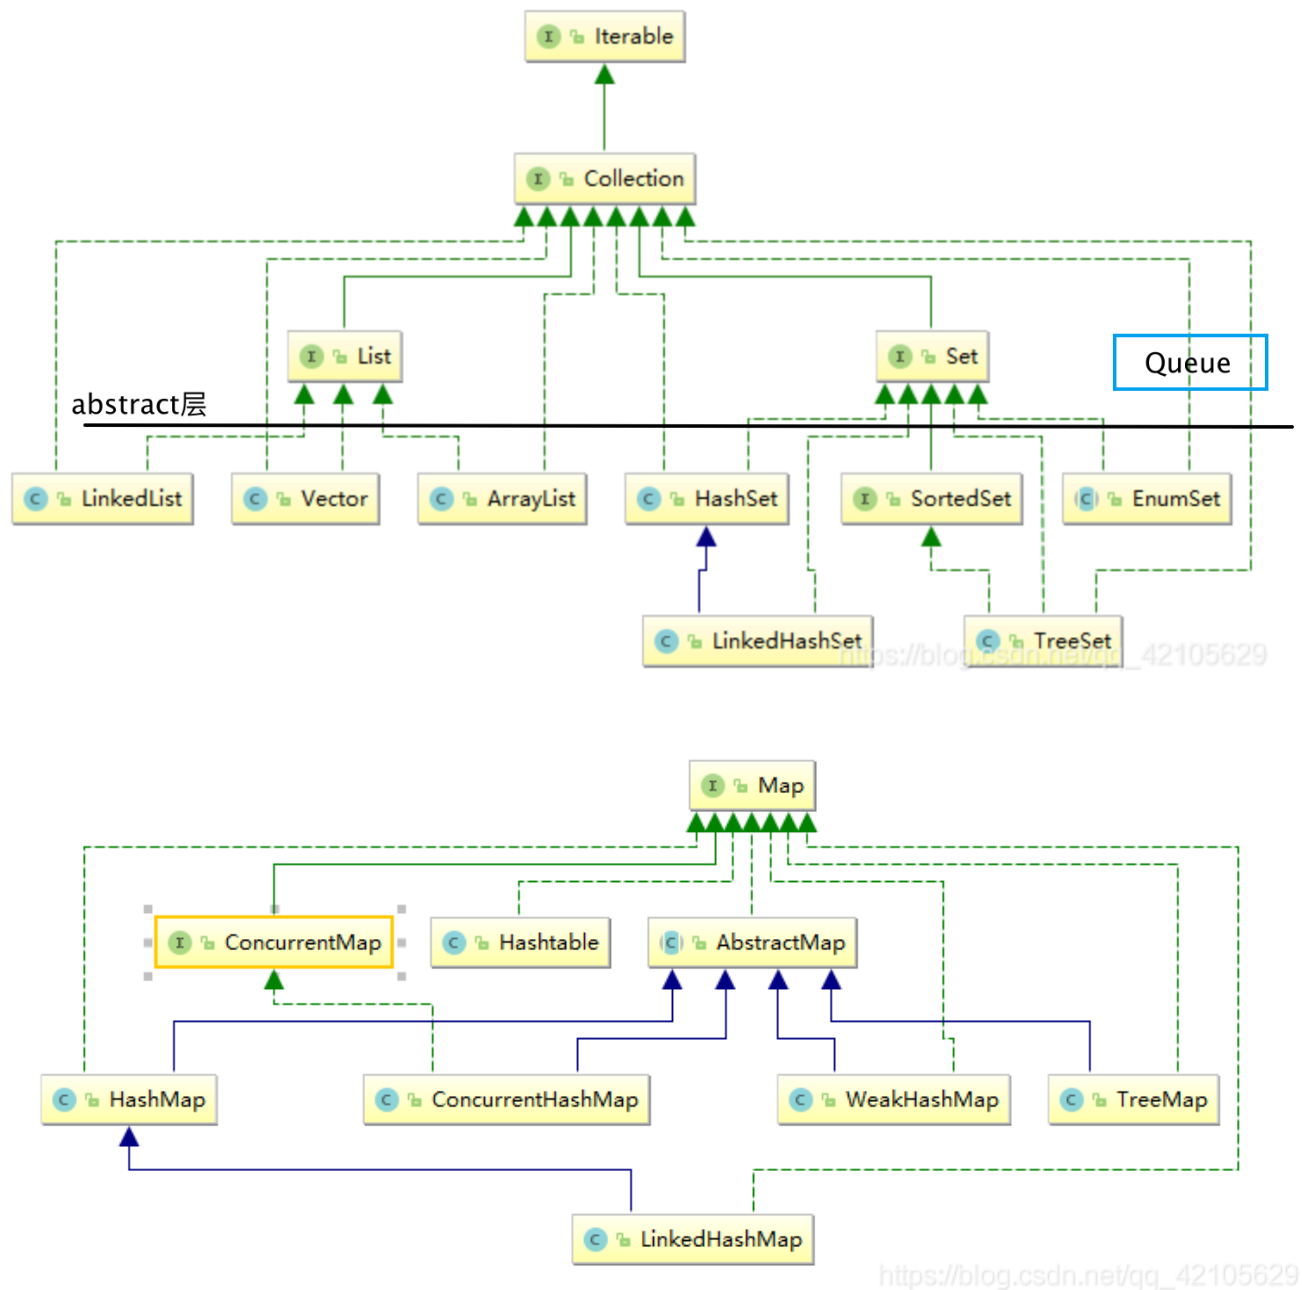 I Iterable
I Collection
I List
I Set
Queue
abstract层
C LinkedList
C Vector
C ArrayList
C HashSet
I SortedSet
C EnumSet
C LinkedHashSet
C TreeSet
https://blog.csdn.net/qq_42105629
I Map
I ConcurrentMap
C Hashtable
C AbstractMap
C HashMap
C ConcurrentHashMap
C WeakHashMap
C TreeMap
C LinkedHashMap
https://blog.csdn.net/qq_42105629